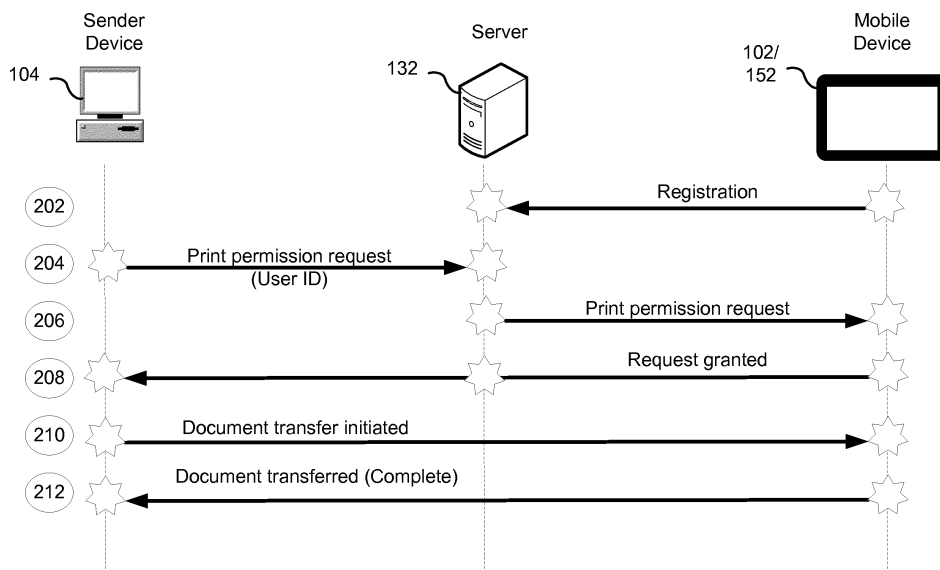 Sender
Device
Server
Mobile
Device
104
132
102/
152
202
Registration
204
Print permission request
(User ID)
206
Print permission request
208
Request granted
210
Document transfer initiated
212
Document transferred (Complete)